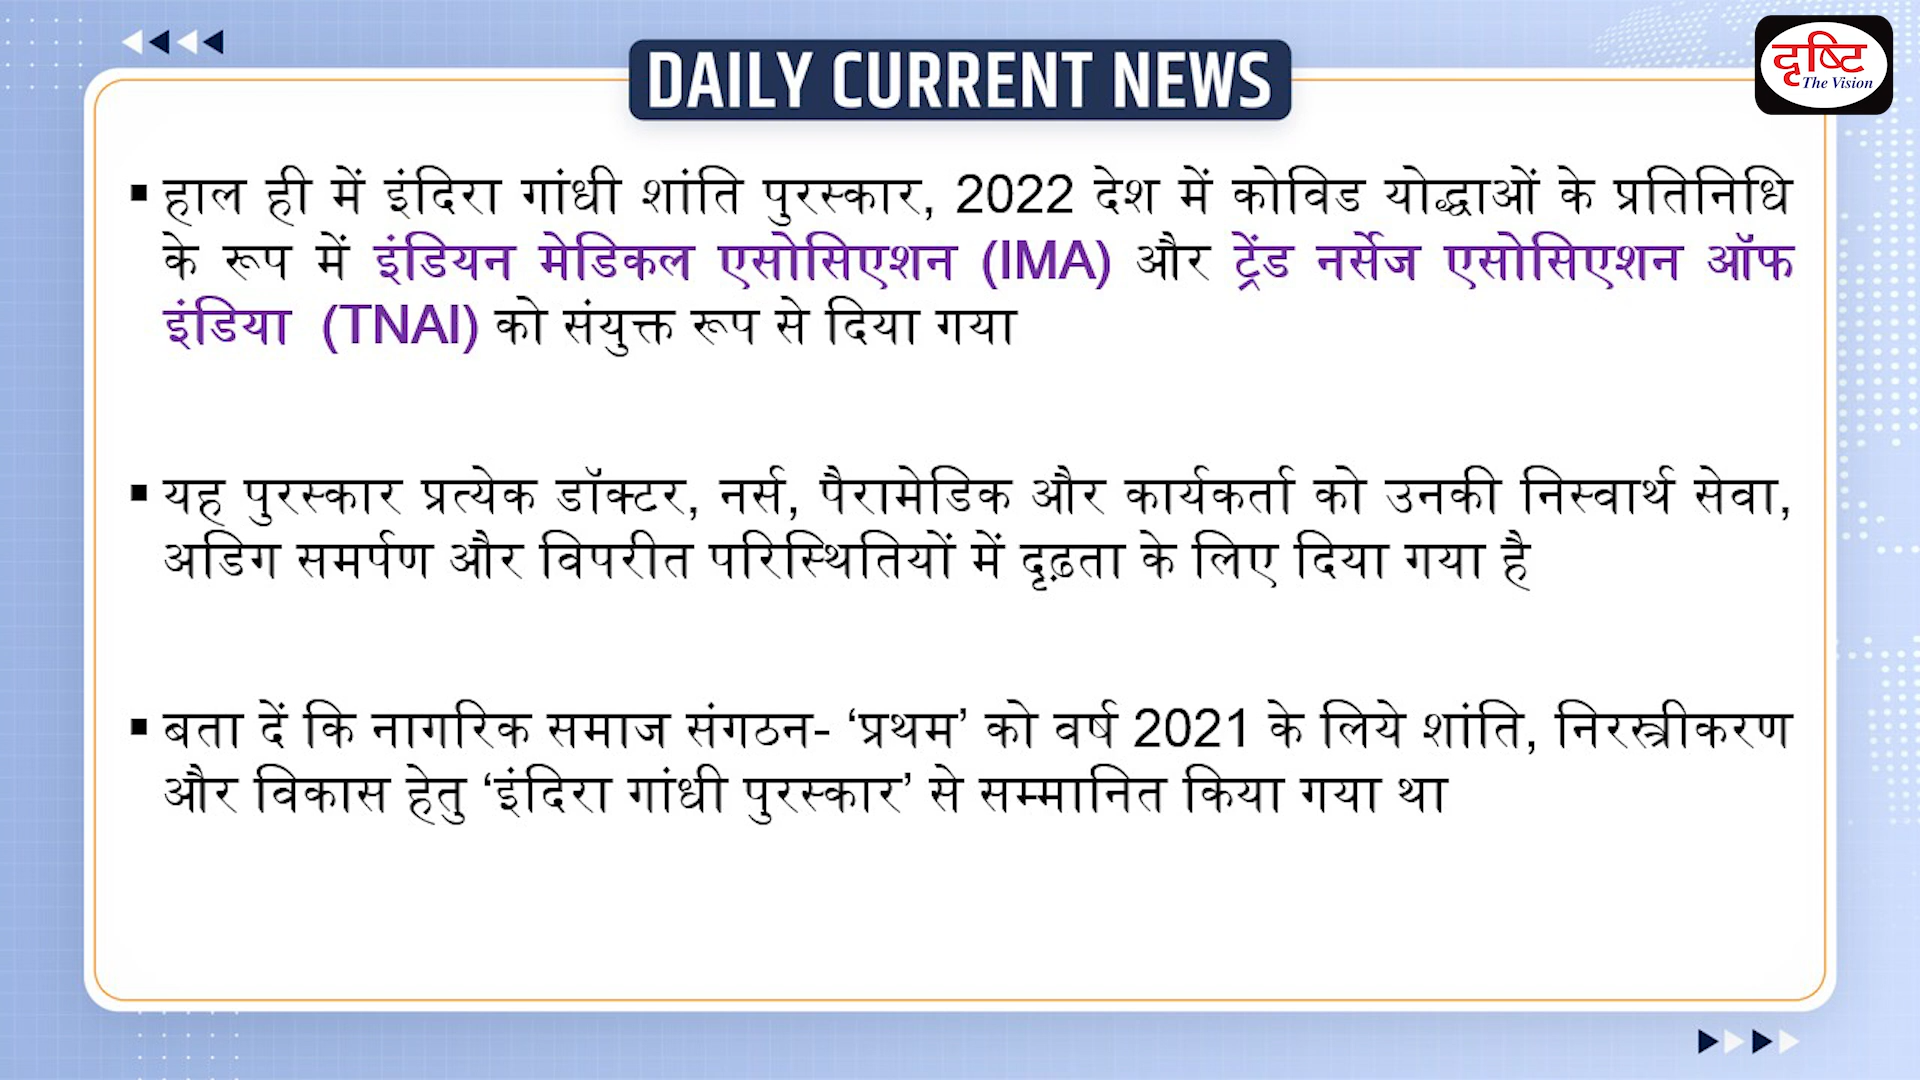 DAILY CURRENT NEWS
दृष्टि
The Vision
▪ हाल ही में इंदिरा गांधी शांति पुरस्कार, 2022 देश में कोविड योद्धाओं के प्रतिनिधि
के रूप में इंडियन मेडिकल एसोसिएशन (IMA) और ट्रेंड नर्सेज एसोसिएशन ऑफ
इंडिया (TNAI) को संयुक्त रूप से दिया गया
▪ यह पुरस्कार प्रत्येक डॉक्टर, नर्स, पैरामेडिक और कार्यकर्ता को उनकी निस्वार्थ सेवा,
अडिग समर्पण और विपरीत परिस्थितियों में दृढ़ता के लिए दिया गया है
▪ बता दें कि नागरिक समाज संगठन- ‘प्रथम’ को वर्ष 2021 के लिये शांति, निरस्त्रीकरण
और विकास हेतु ‘इंदिरा गांधी पुरस्कार’ से सम्मानित किया गया था